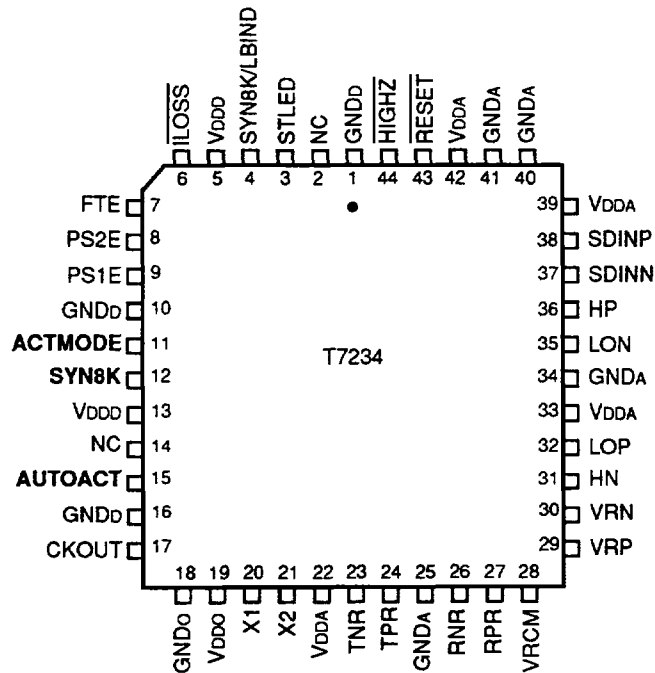 ILOSS
VDDD
SYN8K/LBIND
STLED
NC
GNDD
HIGHZ
RESET
VDDA
GNDA
GNDA
6 5 4 3 2 1 44 43 42 41 40
FTE 7
PS2E 8
PS1E 9
GNDD 10
ACTMODE 11
SYN8K 12
VDDD 13
NC 14
AUTOACT 15
GNDD 16
CKOUT 17
T7234
39 VDDA
38 SDINP
37 SDINN
36 HP
35 LON
34 GNDA
33 VDDA
32 LOP
31 HN
30 VRN
29 VRP
18 19 20 21 22 23 24 25 26 27 28
GNDO
VDDO
X1
X2
VDDA
TNR
TPR
GNDA
RNR
RPR
VRCM